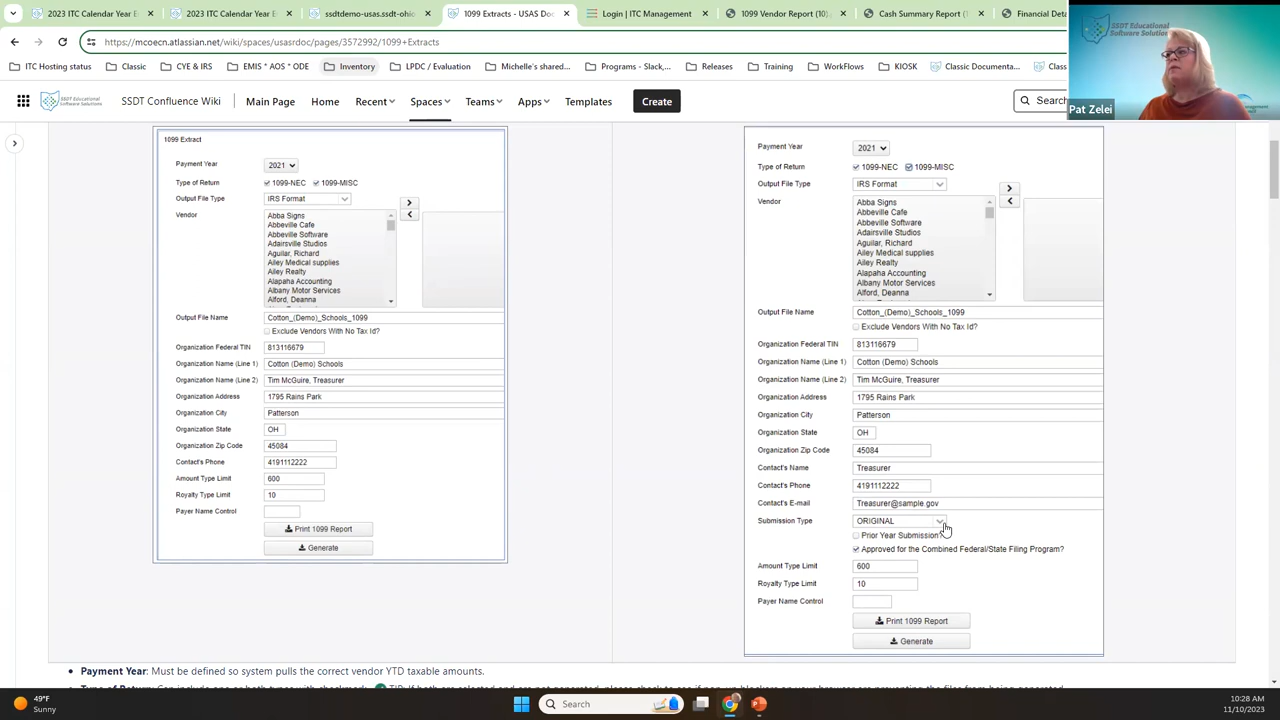 2023 ITC Calendar Year E
2023 ITC Calendar Year E
ssdtdemo-usas.ssdt-ohio
1099 Extracts - USAS Doc
Login | ITC Management
1099 Vendor Report (10)
Cash Summary Report (
Financial Deta
https://mcoecn.atlassian.net/wiki/spaces/usasrdoc/pages/3572992/1099+Extracts
ITC Hosting status
Classic
CYE & IRS
EMIS * AOS * ODE
Inventory
LPDC / Evaluation
Michelle's shared...
Programs - Slack,...
Releases
Training
WorkFlows
KIOSK
Classic Documenta...
SSDT Educational
Software Solutions
Pat Zelei
SSDT Educational
Software Solutions
SSDT Confluence Wiki
Main Page
Home
Recent
Spaces
Teams
Apps
Templates
Create
Search
1099 Extract
Payment Year
2021
Type of Return
1099-NEC
1099-MISC
Output File Type
IRS Format
Vendor
Abba Signs
Abbeville Cafe
Abbeville Software
Adairsville Studios
Aguilar, Richard
Ailey Medical supplies
Ailey Realty
Alapaha Accounting
Albany Motor Services
Alford, Deanna
Output File Name
Cotton_(Demo)_Schools_1099
Exclude Vendors With No Tax Id?
Organization Federal TIN
813116679
Organization Name (Line 1)
Cotton (Demo) Schools
Organization Name (Line 2)
Tim McGuire, Treasurer
Organization Address
1795 Rains Park
Organization City
Patterson
Organization State
OH
Organization Zip Code
45084
Contact's Phone
4191112222
Amount Type Limit
600
Royalty Type Limit
10
Payer Name Control
Print 1099 Report
Generate
Payment Year
2021
Type of Return
1099-NEC
1099-MISC
Output File Type
IRS Format
Vendor
Abba Signs
Abbeville Cafe
Abbeville Software
Adairsville Studios
Aguilar, Richard
Ailey Medical supplies
Ailey Realty
Alapaha Accounting
Albany Motor Services
Alford, Deanna
Output File Name
Cotton_(Demo)_Schools_1099
Exclude Vendors With No Tax Id?
Organization Federal TIN
813116679
Organization Name (Line 1)
Cotton (Demo) Schools
Organization Name (Line 2)
Tim McGuire, Treasurer
Organization Address
1795 Rains Park
Organization City
Patterson
Organization State
OH
Organization Zip Code
45084
Contact's Name
Treasurer
Contact's Phone
4191112222
Contact's E-mail
Treasurer@sample.gov
Submission Type
ORIGINAL
Prior Year Submission?
Approved for the Combined Federal/State Filing Program?
Amount Type Limit
600
Royalty Type Limit
10
Payer Name Control
Print 1099 Report
Generate
Payment Year: Must be defined so system pulls the correct vendor YTD taxable amounts.
49°F
Sunny
Search
10:28 AM
11/10/2023